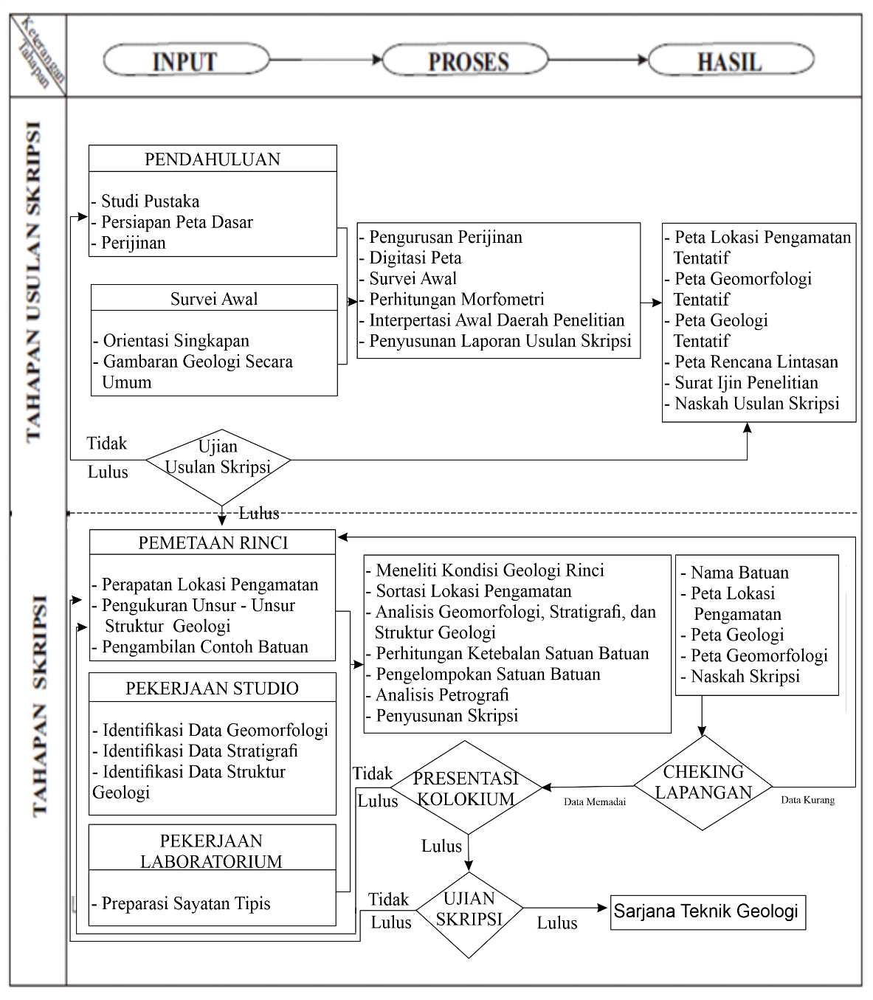 Keterangan
Tahapan
INPUT
PROSES
HASIL
TAHAPAN USULAN SKRIPSI
PENDAHULUAN
- Studi Pustaka
- Persiapan Peta Dasar
- Perijinan
Survei Awal
- Orientasi Singkapan
- Gambaran Geologi Secara
Umum
- Pengurusan Perijinan
- Digitasi Peta
- Survei Awal
- Perhitungan Morfometri
- Interpertasi Awal Daerah Penelitian
- Penyusunan Laporan Usulan Skripsi
- Peta Lokasi Pengamatan
Tentatif
- Peta Geomorfologi
Tentatif
- Peta Geologi
Tentatif
- Peta Rencana Lintasan
- Surat Ijin Penelitian
- Naskah Usulan Skripsi
Tidak
Lulus
Ujian
Usulan Skripsi
Lulus
TAHAPAN SKRIPSI
PEMETAAN RINCI
- Perapatan Lokasi Pengamatan
- Pengukuran Unsur - Unsur
Struktur Geologi
- Pengambilan Contoh Batuan
PEKERJAAN STUDIO
- Identifikasi Data Geomorfologi
- Identifikasi Data Stratigrafi
- Identifikasi Data Struktur
Geologi
PEKERJAAN
LABORATORIUM
- Preparasi Sayatan Tipis
- Meneliti Kondisi Geologi Rinci
- Sortasi Lokasi Pengamatan
- Analisis Geomorfologi, Stratigrafi, dan
Struktur Geologi
- Perhitungan Ketebalan Satuan Batuan
- Pengelompokan Satuan Batuan
- Analisis Petrografi
- Penyusunan Skripsi
- Nama Batuan
- Peta Lokasi
Pengamatan
- Peta Geologi
- Peta Geomorfologi
- Naskah Skripsi
CHEKING
LAPANGAN
Data Kurang
Data Memadai
PRESENTASI
KOLOKIUM
Tidak
Lulus
Lulus
UJIAN
SKRIPSI
Tidak
Lulus
Lulus
Sarjana Teknik Geologi